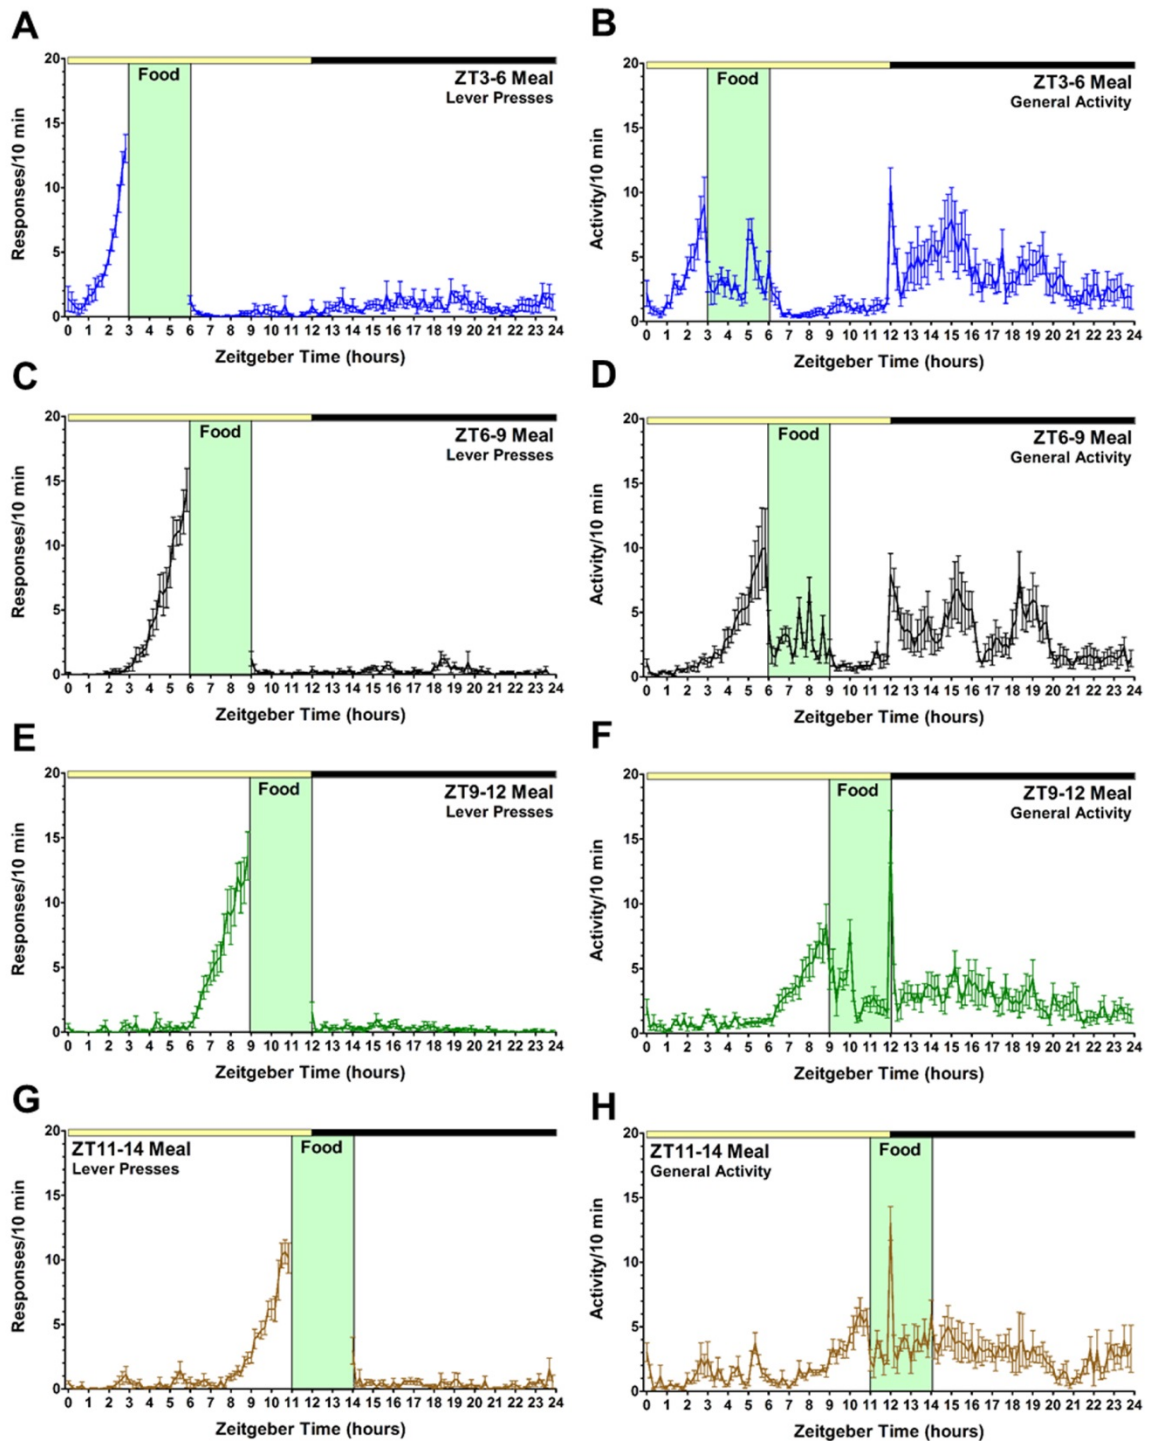 A
20
15
10
5
0
Responses/10 min
Food
ZT3-6 Meal
Lever Presses
0 1 2 3 4 5 6 7 8 9 10 11 12 13 14 15 16 17 18 19 20 21 22 23 24
Zeitgeber Time (hours)
B
20
15
10
5
0
Activity/10 min
Food
ZT3-6 Meal
General Activity
0 1 2 3 4 5 6 7 8 9 10 11 12 13 14 15 16 17 18 19 20 21 22 23 24
Zeitgeber Time (hours)
C
20
15
10
5
0
Responses/10 min
Food
ZT6-9 Meal
Lever Presses
0 1 2 3 4 5 6 7 8 9 10 11 12 13 14 15 16 17 18 19 20 21 22 23 24
Zeitgeber Time (hours)
D
20
15
10
5
0
Activity/10 min
Food
ZT6-9 Meal
General Activity
0 1 2 3 4 5 6 7 8 9 10 11 12 13 14 15 16 17 18 19 20 21 22 23 24
Zeitgeber Time (hours)
E
20
15
10
5
0
Responses/10 min
Food
ZT9-12 Meal
Lever Presses
0 1 2 3 4 5 6 7 8 9 10 11 12 13 14 15 16 17 18 19 20 21 22 23 24
Zeitgeber Time (hours)
F
20
15
10
5
0
Activity/10 min
Food
ZT9-12 Meal
General Activity
0 1 2 3 4 5 6 7 8 9 10 11 12 13 14 15 16 17 18 19 20 21 22 23 24
Zeitgeber Time (hours)
G
20
15
10
5
0
Responses/10 min
ZT11-14 Meal
Lever Presses
Food
0 1 2 3 4 5 6 7 8 9 10 11 12 13 14 15 16 17 18 19 20 21 22 23 24
Zeitgeber Time (hours)
H
20
15
10
5
0
Activity/10 min
ZT11-14 Meal
General Activity
Food
0 1 2 3 4 5 6 7 8 9 10 11 12 13 14 15 16 17 18 19 20 21 22 23 24
Zeitgeber Time (hours)